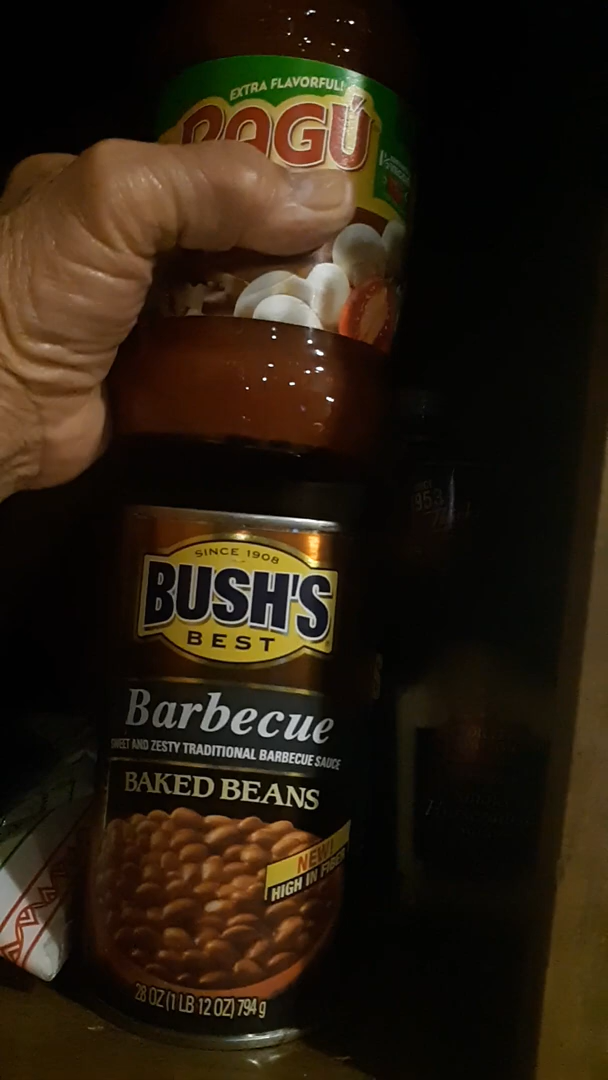 EXTRA FLAVORFUL!
RAGÚ
SINCE 1908
BUSH'S
BEST
Barbecue
SWEET AND ZESTY TRADITIONAL BARBECUE SAUCE
BAKED BEANS
NEW!
HIGH IN FIBER
28 OZ (1 LB 12 OZ) 794 g